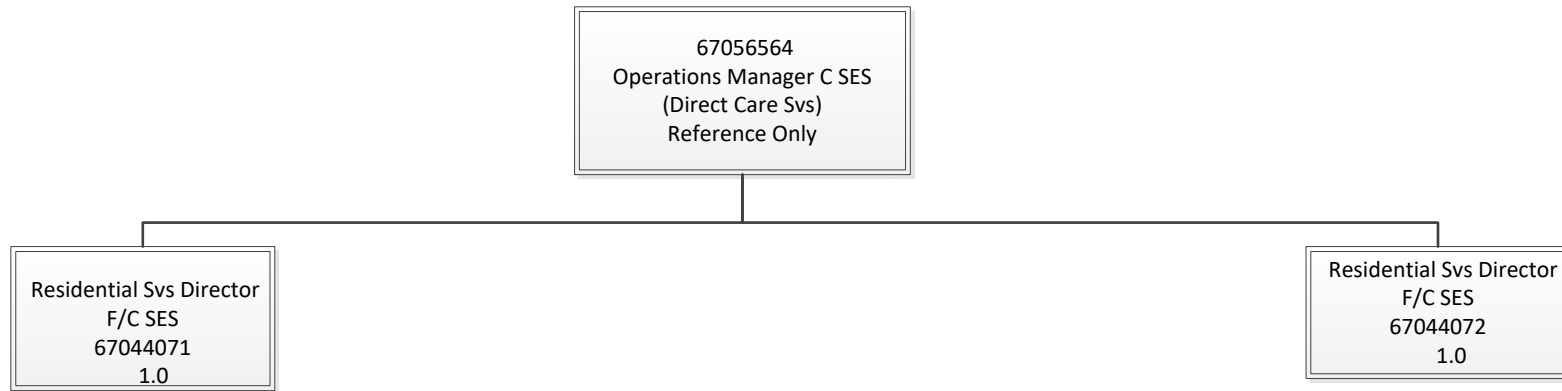 67056564
Operations Manager C SES
(Direct Care Svs)
Reference Only
Residential Svs Director
F/C SES
67044071
1.0
Residential Svs Director
F/C SES
67044072
1.0